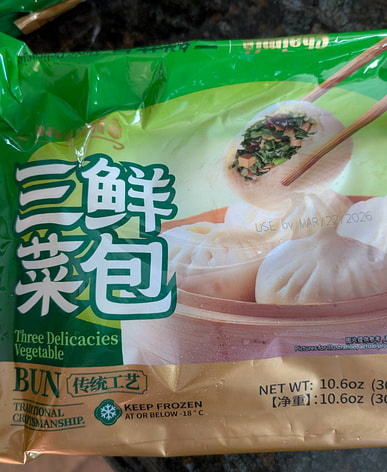 Chaimis
三鲜
菜包
USE by MAR/22/2026
Three Delicacies
Vegetable
BUN 传统工艺
TRADITIONAL
CRAFTSMANSHIP.
KEEP FROZEN
AT OR BELOW -18°C
NET WT: 10.6oz
【净重】:10.6oz